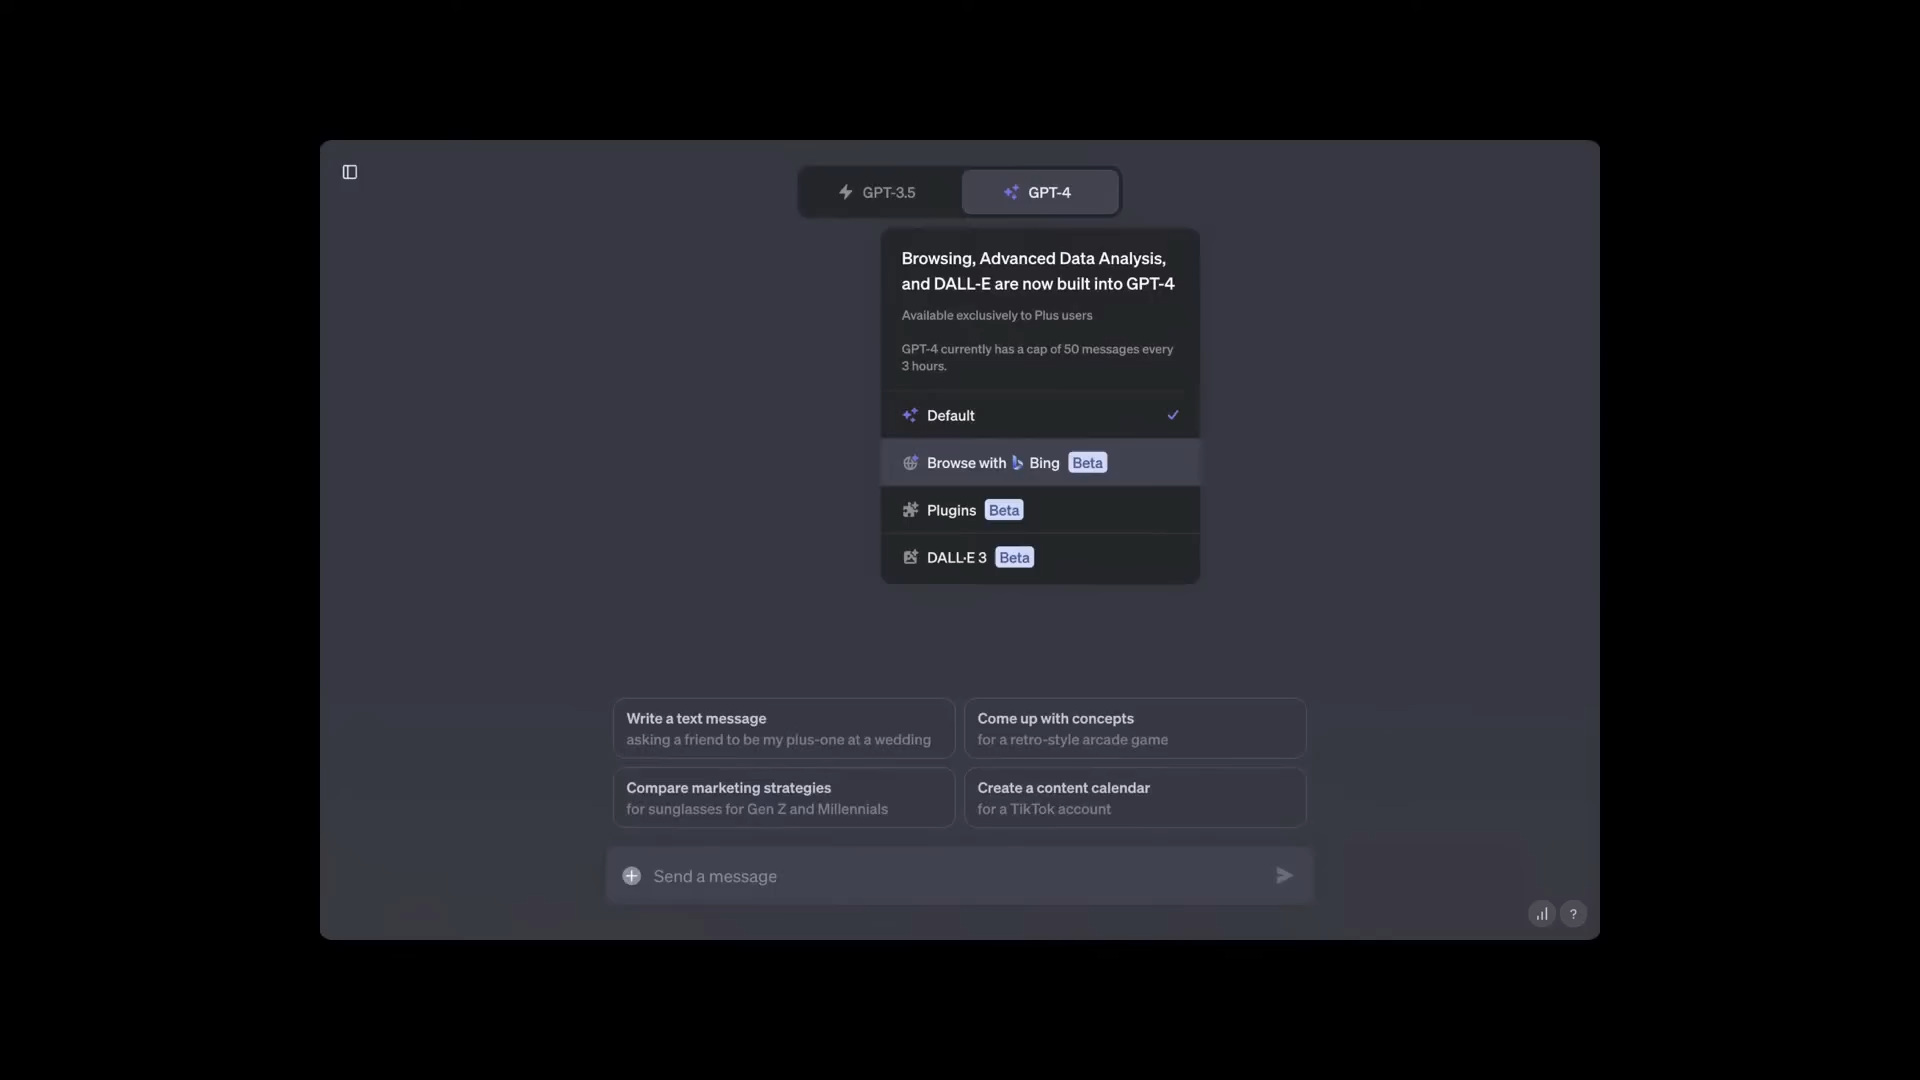 GPT-3.5
GPT-4
Browsing, Advanced Data Analysis,
and DALL-E are now built into GPT-4
Available exclusively to Plus users
GPT-4 currently has a cap of 50 messages every
3 hours.
Default
Browse with Bing Beta
Plugins Beta
DALL·E 3 Beta
Write a text message
asking a friend to be my plus-one at a wedding
Come up with concepts
for a retro-style arcade game
Compare marketing strategies
for sunglasses for Gen Z and Millennials
Create a content calendar
for a TikTok account
Send a message
?